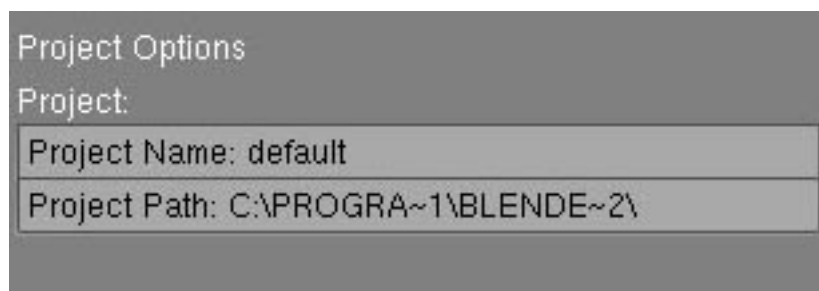 Project Options
Project:
Project Name: default
Project Path: C:\PROGRA~1\BLENDE~2\